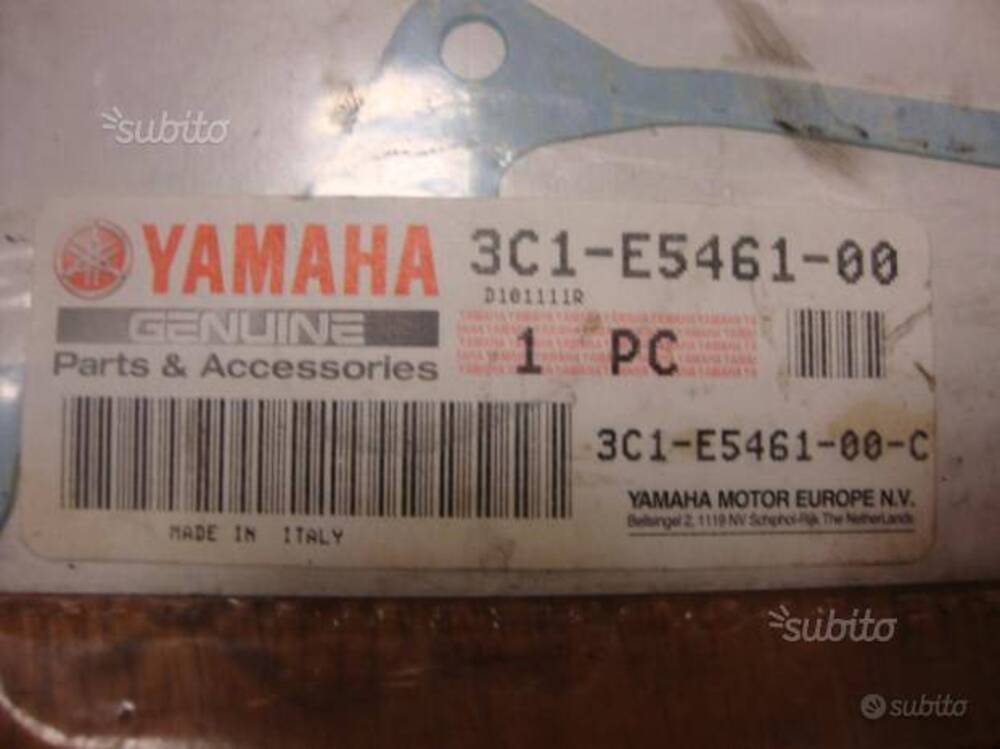 subito
YAMAHA 3C1-E5461-00
D101111R
GENUINE
Parts & Accessories
1 PC
3C1-E5461-00-C
YAMAHA MOTOR EUROPE N.V.
Bellsingel 2, 1119 NV Schiphol-Rijk The Netherlands
MADE IN ITALY
subito
subito